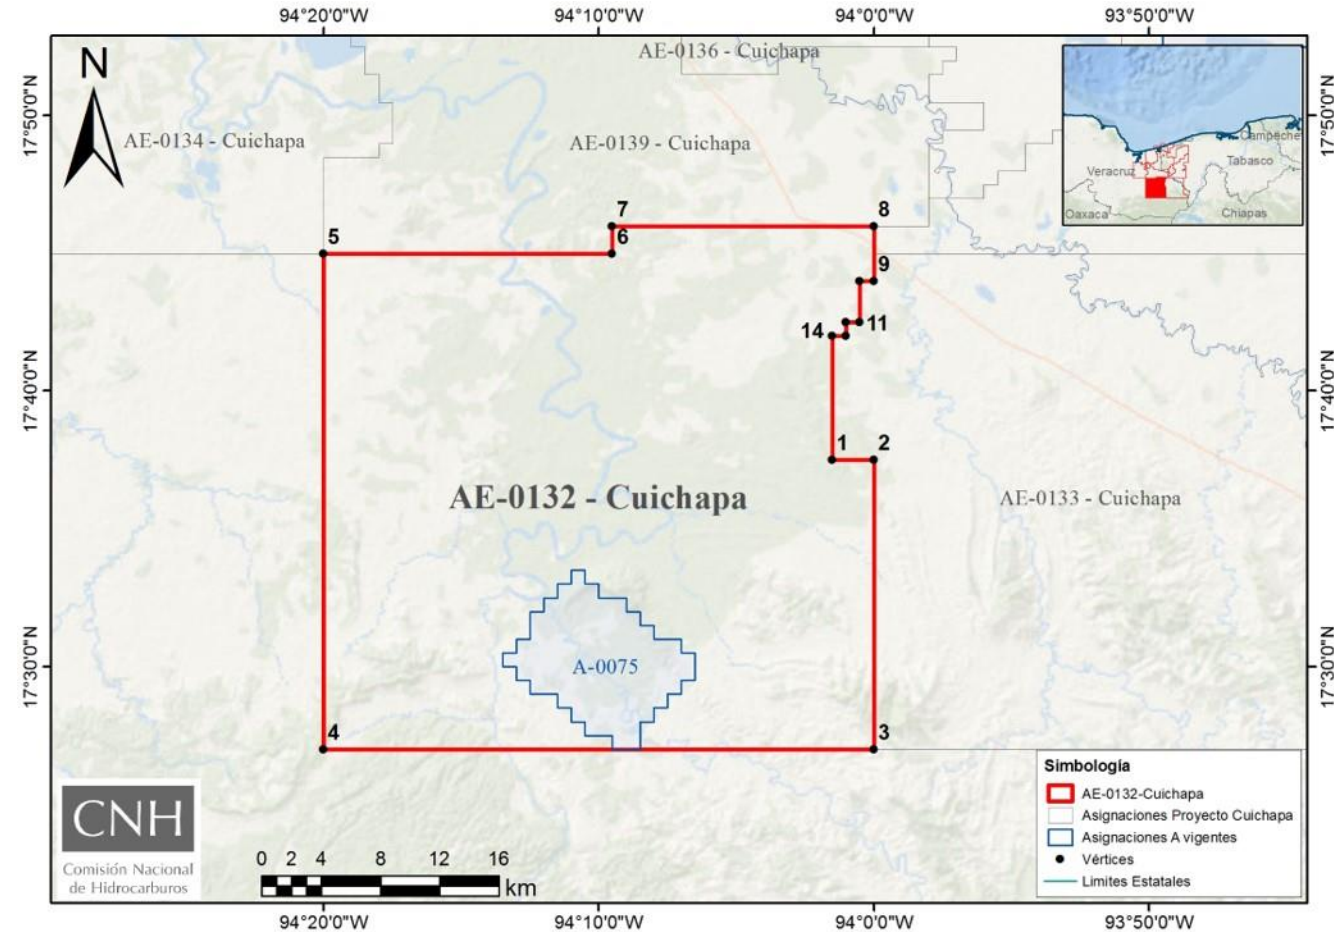 94°20'0"W
94°10'0"W
94°0'0"W
93°50'0"W
N
17°50'0"N
17°50'0"N
AE-0136 - Cuichapa
AE-0134 - Cuichapa
AE-0139 - Cuichapa
Campeche
Tabasco
Veracruz
Oaxaca
Chiapas
7
8
5
6
9
14
11
17°40'0"N
17°40'0"N
1
2
AE-0132 - Cuichapa
AE-0133 - Cuichapa
17°30'0"N
17°30'0"N
A-0075
4
3
Simbología
AE-0132-Cuichapa
Asignaciones Proyecto Cuichapa
Asignaciones A vigentes
Vértices
Limites Estatales
CNH
Comisión Nacional
de Hidrocarburos
0 2 4 8 12 16
km
94°20'0"W
94°10'0"W
94°0'0"W
93°50'0"W